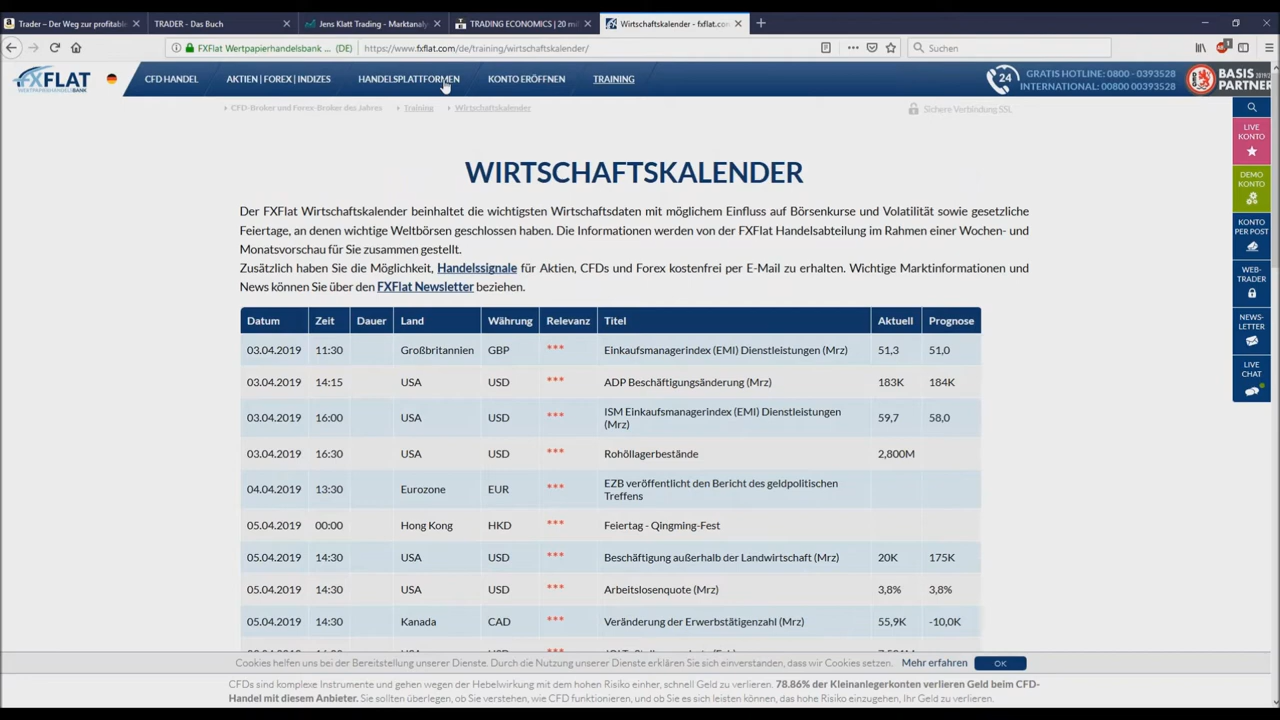 Trader – Der Weg zur profitable
TRADER - Das Buch
Jens Klatt Trading - Marktanaly
TRADING ECONOMICS | 20 mi
Wirtschaftskalender - fxflat.com
FXFlat Wertpapierhandelsbank ... (DE)
https://www.fxflat.com/de/training/wirtschaftskalender/
Suchen
FXFLAT
WERTPAPIERHANDELSBANK
CFD HANDEL
AKTIEN | FOREX | INDIZES
HANDELSPLATTFORMEN
KONTO ERÖFFNEN
TRAINING
24
GRATIS HOTLINE: 0800 - 0393528
INTERNATIONAL: 00800 00393528
BASIS
PARTNER
CFD-Broker und Forex-Broker des Jahres
Training
Wirtschaftskalender
Sichere Verbindung SSL
LIVE
KONTO
DEMO
KONTO
KONTO
PER POST
WEB-
TRADER
NEWS-
LETTER
LIVE
CHAT
WIRTSCHAFTSKALENDER
Der FXFlat Wirtschaftskalender beinhaltet die wichtigsten Wirtschaftsdaten mit möglichem Einfluss auf Börsenkurse und Volatilität sowie gesetzliche
Feiertage, an denen wichtige Weltbörsen geschlossen haben. Die Informationen werden von der FXFlat Handelsabteilung im Rahmen einer Wochen- und
Monatsvorschau für Sie zusammen gestellt.
Zusätzlich haben Sie die Möglichkeit, Handelssignale für Aktien, CFDs und Forex kostenfrei per E-Mail zu erhalten. Wichtige Marktinformationen und
News können Sie über den FXFlat Newsletter beziehen.
Datum Zeit Dauer Land Währung Relevanz Titel Aktuell Prognose
03.04.2019 11:30 Großbritannien GBP *** Einkaufsmanagerindex (EMI) Dienstleistungen (Mrz) 51,3 51,0
03.04.2019 14:15 USA USD *** ADP Beschäftigungsänderung (Mrz) 183K 184K
03.04.2019 16:00 USA USD *** ISM Einkaufsmanagerindex (EMI) Dienstleistungen 59,7 58,0
(Mrz)
03.04.2019 16:30 USA USD *** Rohöllagerbestände 2,800M
04.04.2019 13:30 Eurozone EUR *** EZB veröffentlicht den Bericht des geldpolitischen
Treffens
05.04.2019 00:00 Hong Kong HKD *** Feiertag - Qingming-Fest
05.04.2019 14:30 USA USD *** Beschäftigung außerhalb der Landwirtschaft (Mrz) 20K 175K
05.04.2019 14:30 USA USD *** Arbeitslosenquote (Mrz) 3,8% 3,8%
05.04.2019 14:30 Kanada CAD *** Veränderung der Erwerbstätigenzahl (Mrz) 55,9K -10,0K
Cookies helfen uns bei der Bereitstellung unserer Dienste. Durch die Nutzung unserer Dienste erklären Sie sich einverstanden, dass wir Cookies setzen. Mehr erfahren OK
CFDs sind komplexe Instrumente und gehen wegen der Hebelwirkung mit dem hohen Risiko einher, schnell Geld zu verlieren. 78.86% der Kleinanlegerkonten verlieren Geld beim CFD-
Handel mit diesem Anbieter. Sie sollten überlegen, ob Sie verstehen, wie CFD funktionieren, und ob Sie es sich leisten können, das hohe Risiko einzugehen, Ihr Geld zu verlieren.